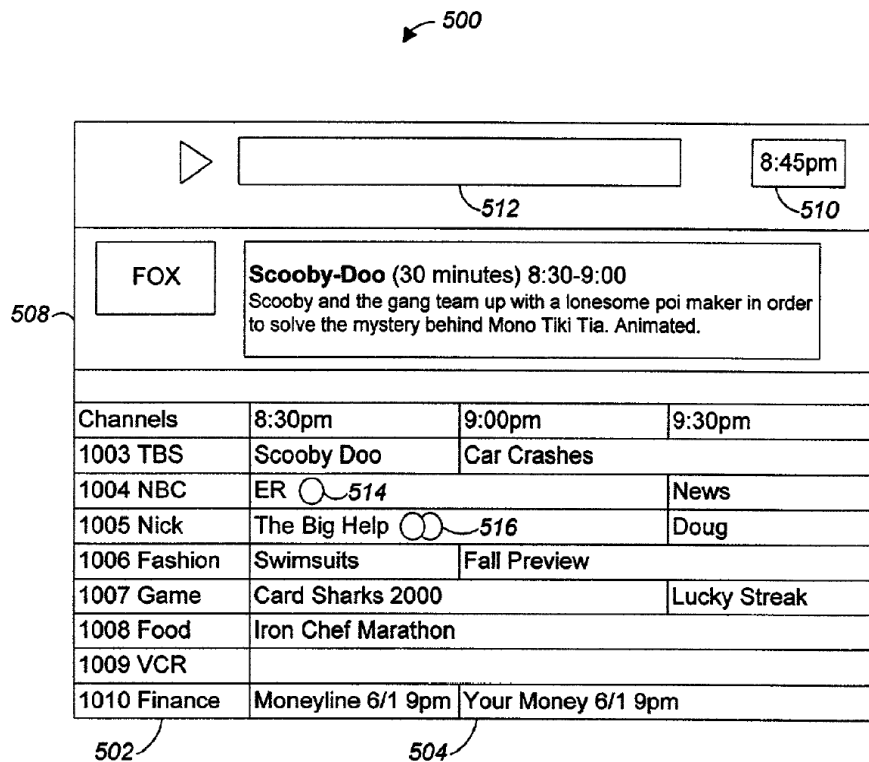 500
8:45pm
512
510
FOX
Scooby-Doo (30 minutes) 8:30-9:00
Scooby and the gang team up with a lonesome poi maker in order
to solve the mystery behind Mono Tiki Tia. Animated.
508
Channels 8:30pm 9:00pm 9:30pm
1003 TBS Scooby Doo Car Crashes
1004 NBC ER 514 News
1005 Nick The Big Help 516 Doug
1006 Fashion Swimsuits Fall Preview
1007 Game Card Sharks 2000 Lucky Streak
1008 Food Iron Chef Marathon
1009 VCR
1010 Finance Moneyline 6/1 9pm Your Money 6/1 9pm
502 504